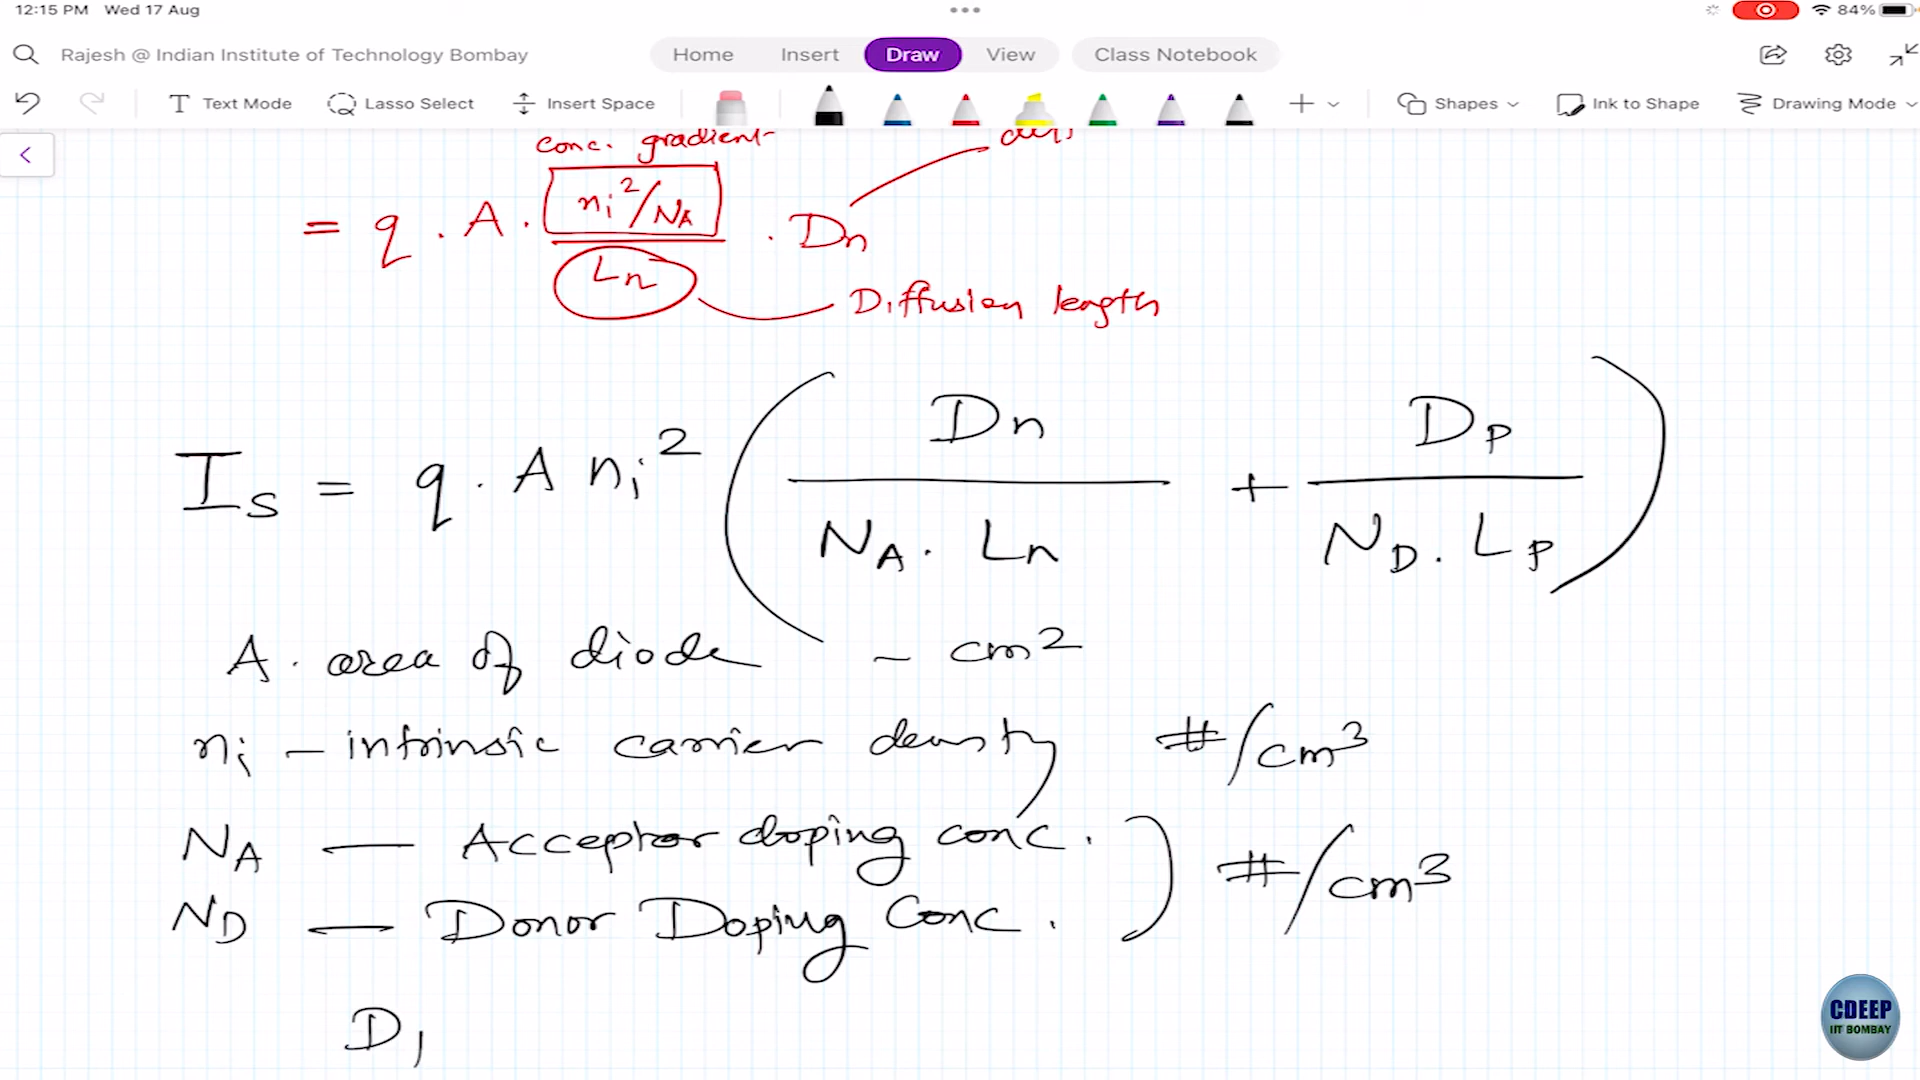 12:15 PM Wed 17 Aug
84%
Rajesh @ Indian Institute of Technology Bombay
Home Insert Draw View Class Notebook
Text Mode Lasso Select Insert Space Shapes Ink to Shape Drawing Mode
conc. gradient
= q . A . (ni²/NA) / Ln . Dn
Diffusion length
Is = q . A ni² ( Dn / (NA . Ln) + Dp / (ND . Lp) )
A . area of diode - cm2
ni – intrinsic carrier density #/cm3
NA — Acceptor doping conc.
ND — Donor Doping Conc. ) #/cm3
D
CDEEP
IIT BOMBAY